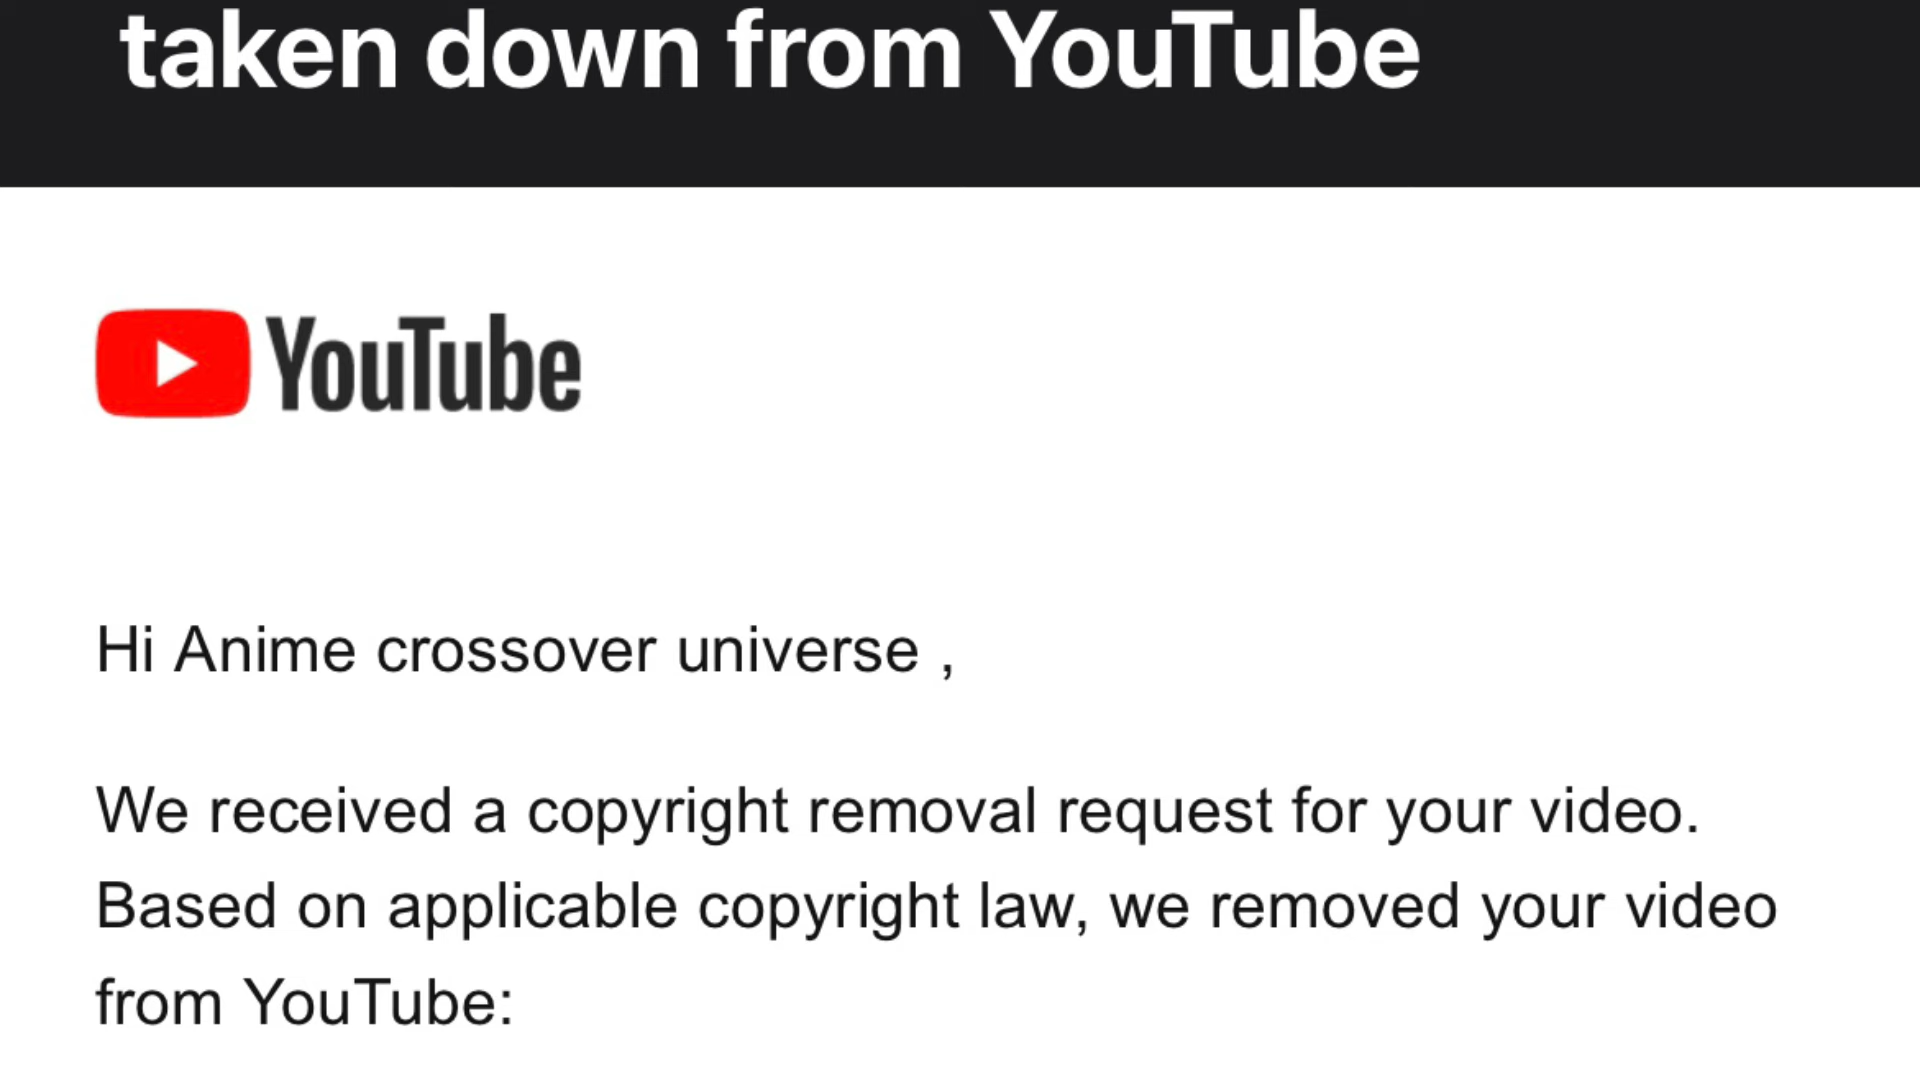 taken down from YouTube
YouTube
Hi Anime crossover universe ,
We received a copyright removal request for your video.
Based on applicable copyright law, we removed your video
from YouTube: